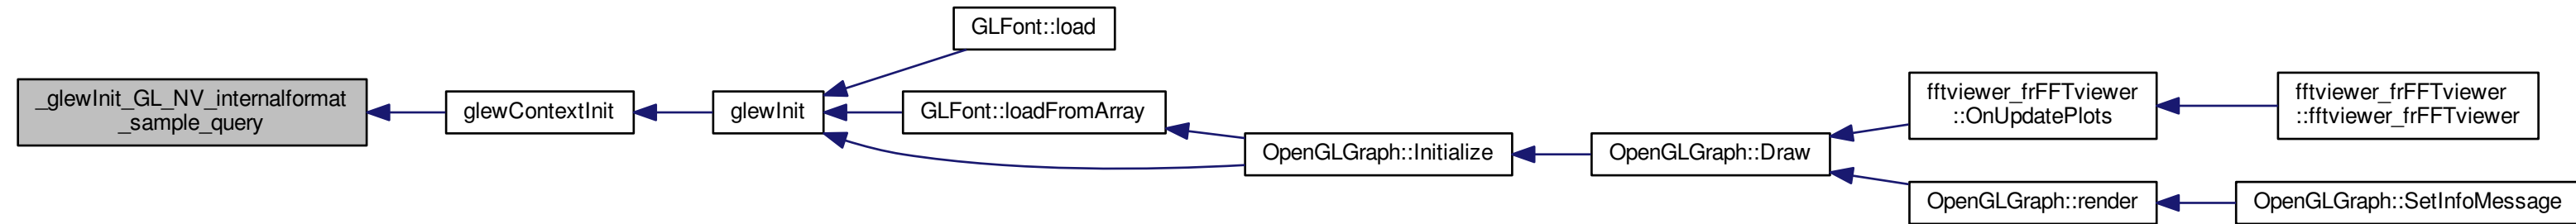 _glewInit_GL_NV_internalformat
_sample_query
glewContextInit
glewInit
GLFont::load
GLFont::loadFromArray
OpenGLGraph::Initialize
OpenGLGraph::Draw
fftviewer_frFFTviewer
::OnUpdatePlots
fftviewer_frFFTviewer
::fftviewer_frFFTviewer
OpenGLGraph::render
OpenGLGraph::SetInfoMessage